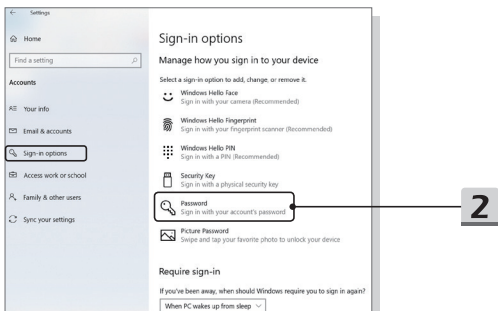 Settings
Home
Find a setting
Accounts
Your info
Email & accounts
Sign-in options
Access work or school
Family & other users
Sync your settings
Sign-in options
Manage how you sign in to your device
Select a sign-in option to add, change, or remove it.
Windows Hello Face
Sign in with your camera (Recommended)
Windows Hello Fingerprint
Sign in with your fingerprint scanner (Recommended)
Windows Hello PIN
Sign in with a PIN (Recommended)
Security Key
Sign in with a physical security key
Password
Sign in with your account's password
2
Picture Password
Swipe and tap your favorite photo to unlock your device
Require sign-in
If you've been away, when should Windows require you to sign in again?
When PC wakes up from sleep